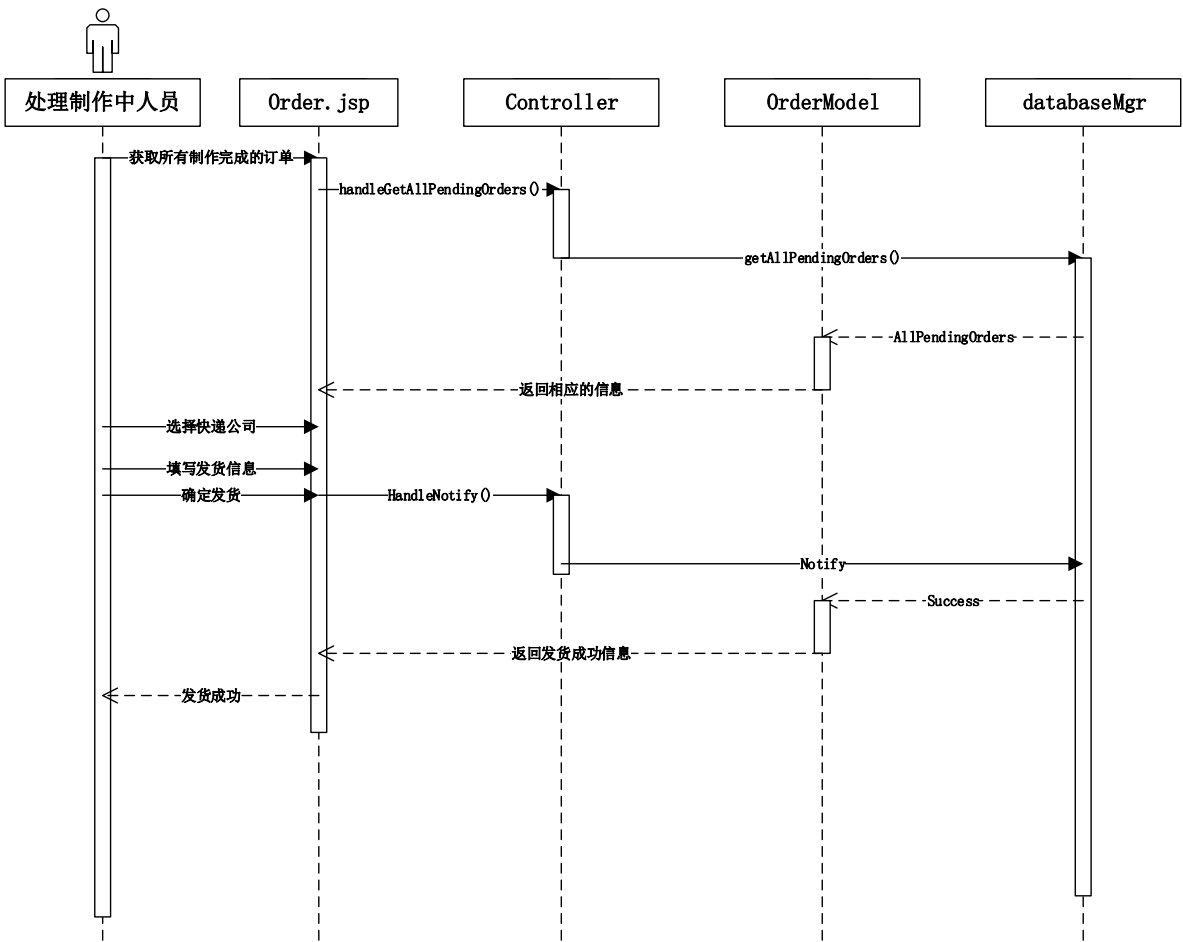 处理制作中人员
Order.jsp
Controller
OrderModel
databaseMgr
获取所有制作完成的订单
handleGetAllPendingOrders()
getAllPendingOrders()
AllPendingOrders
返回相应的信息
选择快递公司
填写发货信息
确定发货
HandleNotify()
Notify
Success
返回发货成功信息
发货成功